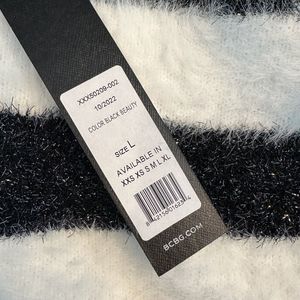 XXX50209-002
10/2022
COLOR BLACK BEAUTY
SIZE L
AVAILABLE IN
XXS XS S M L XL
BCBG.COM